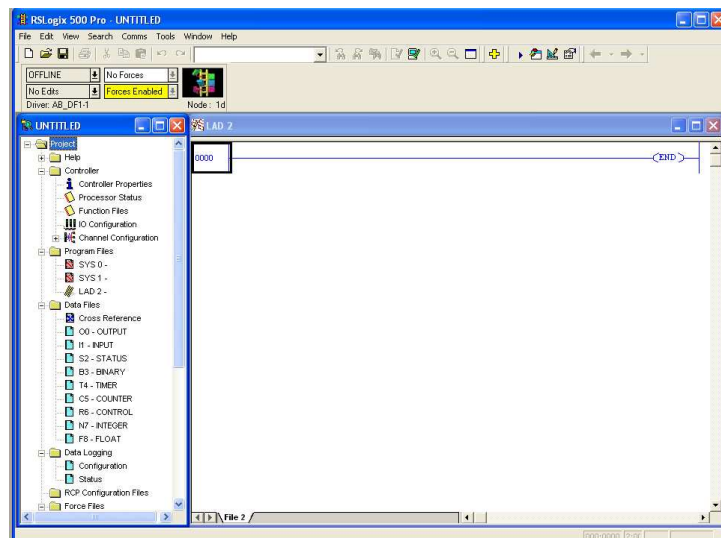 RSLogix 500 Pro - UNTITLED
File Edit View Search Comms Tools Window Help
OFFLINE No Forces
No Edits Forces Enabled
Driver: AB_DF1-1 Node : 1d
UNTITLED
Project
Help
Controller
Controller Properties
Processor Status
Function Files
IO Configuration
Channel Configuration
Program Files
SYS 0 -
SYS 1 -
LAD 2 -
Data Files
Cross Reference
O0 - OUTPUT
I1 - INPUT
S2 - STATUS
B3 - BINARY
T4 - TIMER
C5 - COUNTER
R6 - CONTROL
N7 - INTEGER
F8 - FLOAT
Data Logging
Configuration
Status
RCP Configuration Files
Force Files
LAD 2
0000
END
File 2